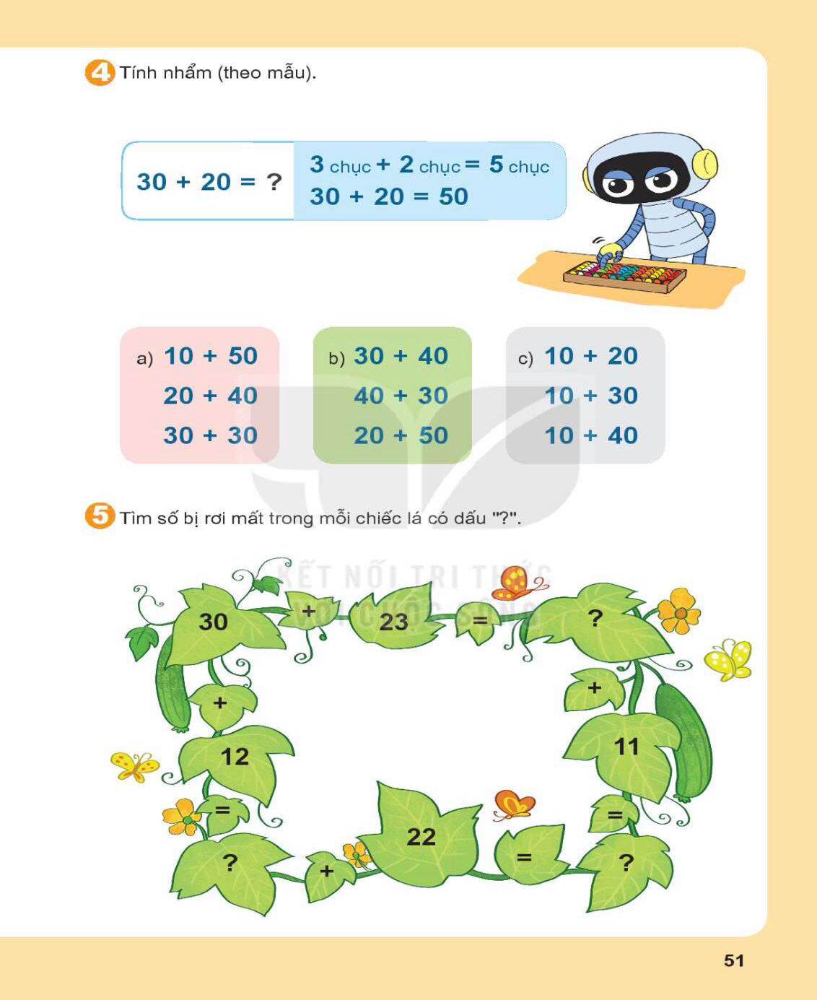 4 Tính nhẩm (theo mẫu).
30 + 20 = ?
3 chục + 2 chục = 5 chục
30 + 20 = 50
a) 10 + 50
20 + 40
30 + 30
b) 30 + 40
40 + 30
20 + 50
c) 10 + 20
10 + 30
10 + 40
5 Tìm số bị rơi mất trong mỗi chiếc lá có dấu "?".
KẾT NỐI TRI THỨC
VỚI CUỘC SỐNG
30 + 23 = ?
+ +
12 11
= =
? + 22 = ?
51